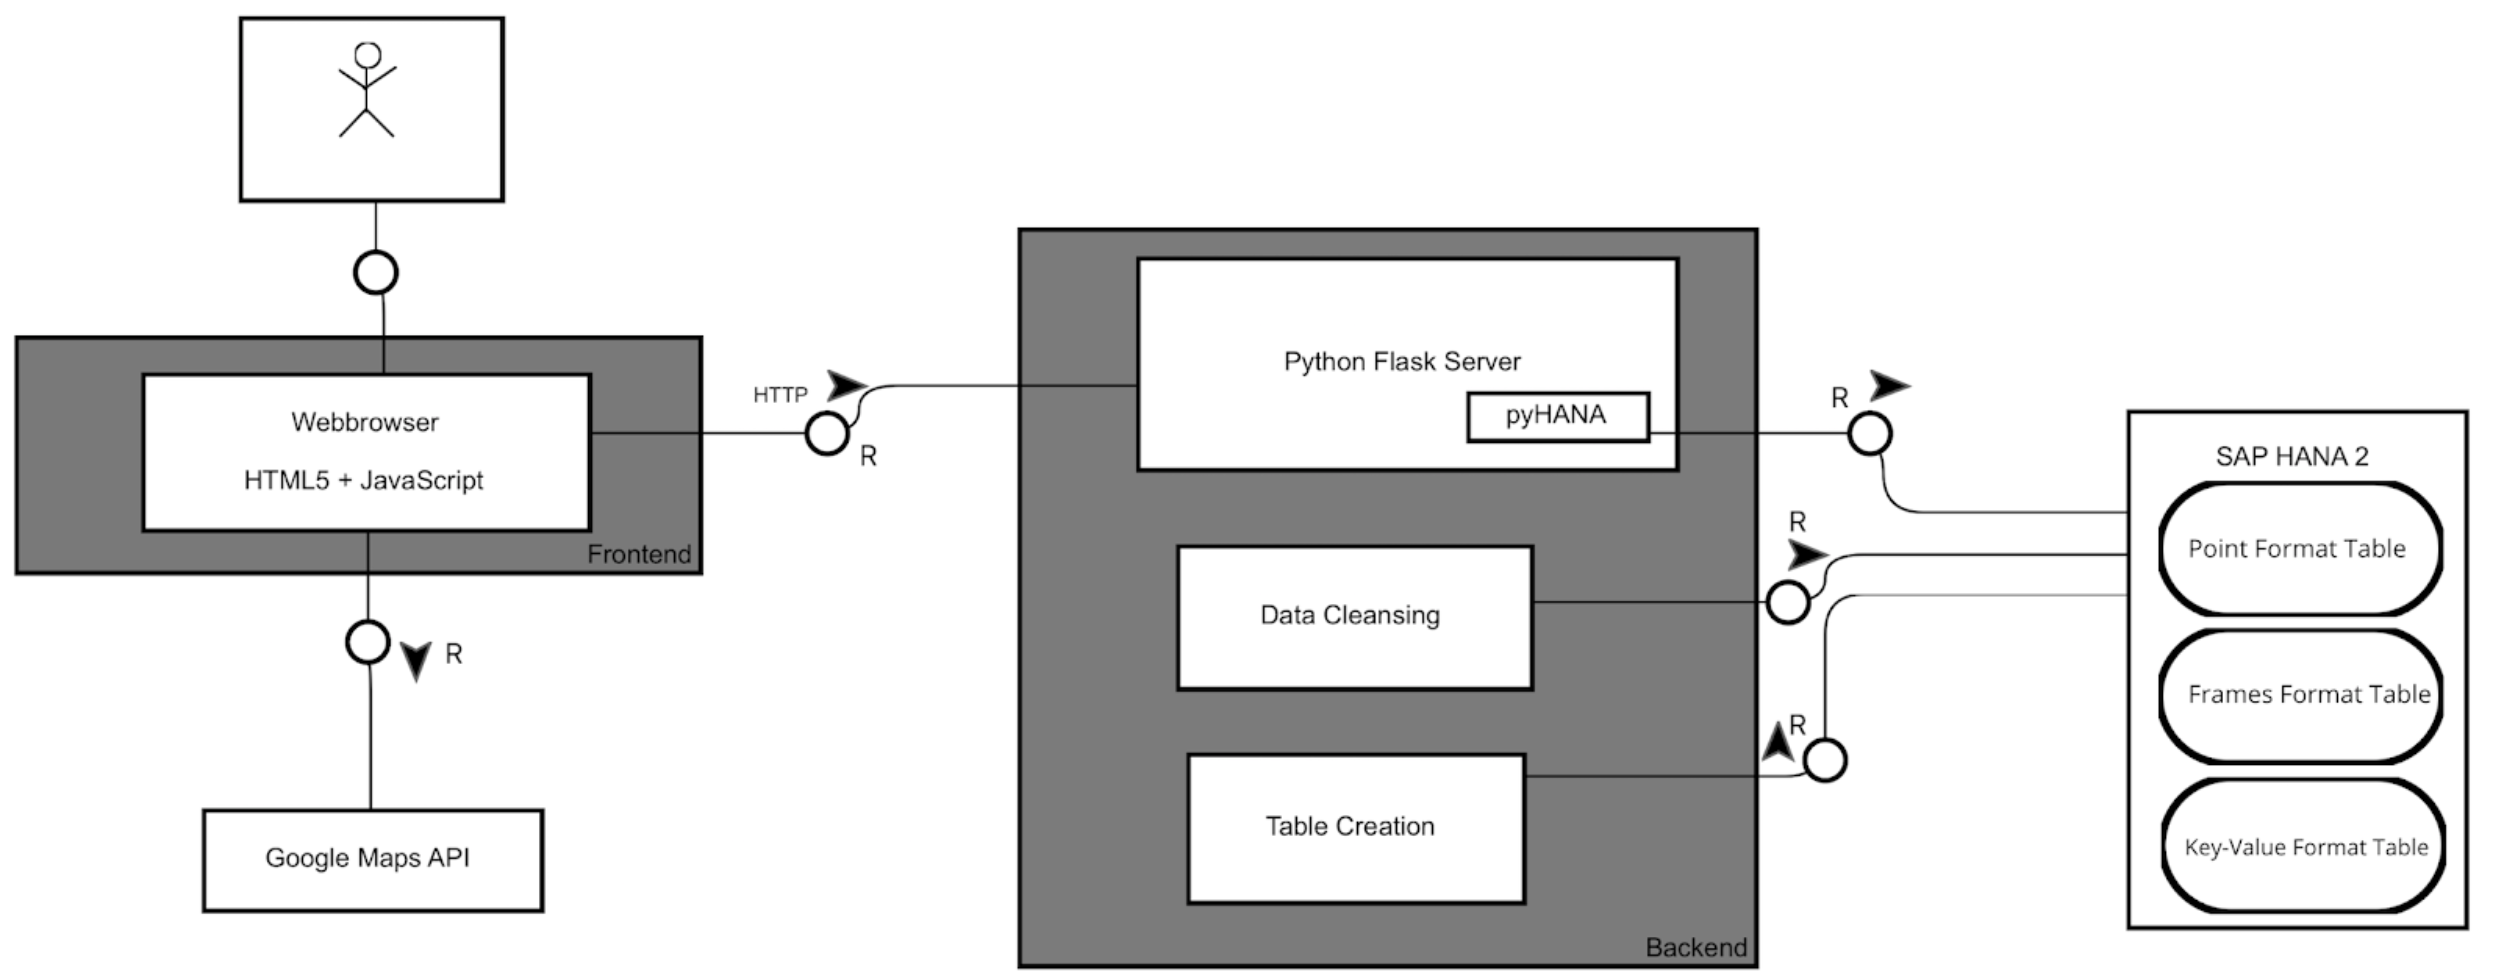 Webbrowser
HTML5 + JavaScript
Frontend
HTTP
R
R
Google Maps API
Python Flask Server
pyHANA
Data Cleansing
Table Creation
Backend
R
R
R
SAP HANA 2
Point Format Table
Frames Format Table
Key-Value Format Table